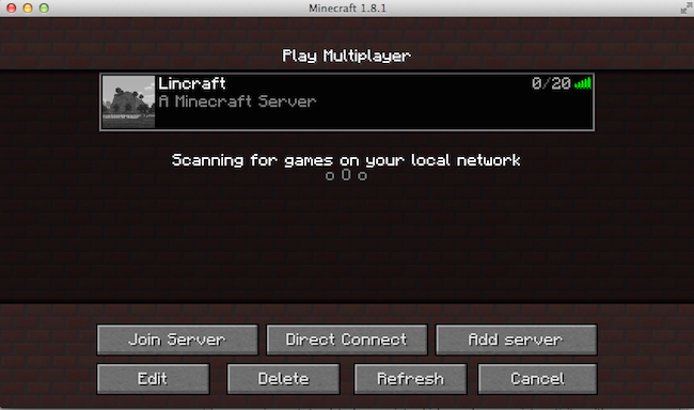 Minecraft 1.8.1
Play Multiplayer
Lincraft 0/20
A Minecraft Server
Scanning for games on your local network
o O o
Join Server Direct Connect Add server
Edit Delete Refresh Cancel